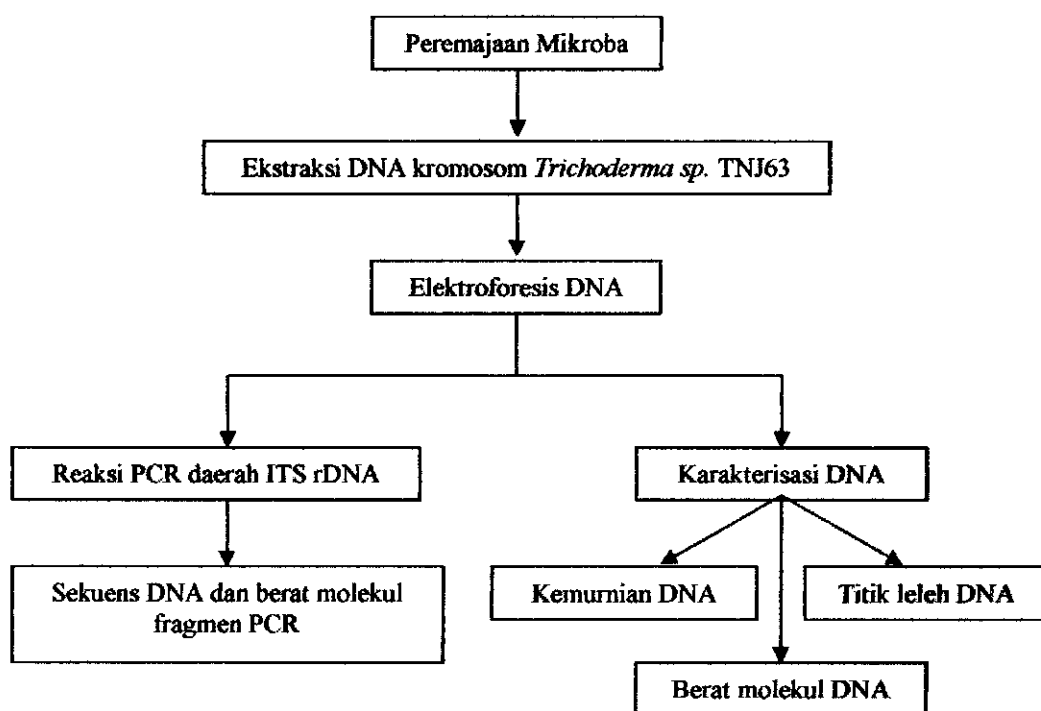 Peremajaan Mikroba
Ekstraksi DNA kromosom Trichoderma sp. TNJ63
Elektroforesis DNA
Reaksi PCR daerah ITS rDNA
Karakterisasi DNA
Sekuens DNA dan berat molekul
fragmen PCR
Kemurnian DNA
Titik leleh DNA
Berat molekul DNA